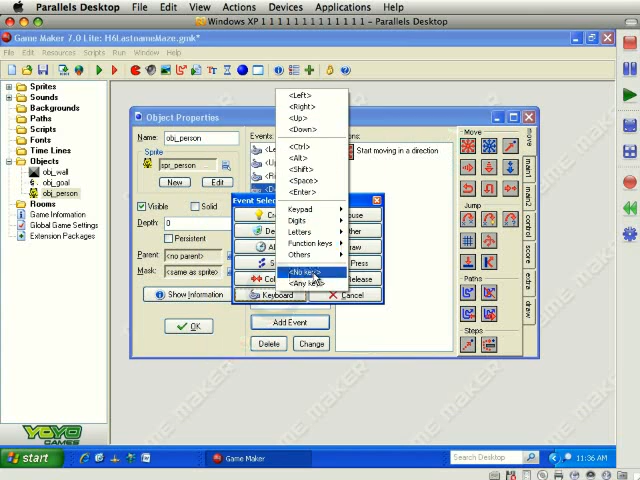 Parallels Desktop File Edit View Actions Devices Applications Help
Windows XP 1 1 1 1 1 1 1 1 1 1 1 1 1 - Parallels Desktop
Game Maker 7.0 Lite: H6LastnameMaze.gmk*
File Edit Resources Scripts Run Window Help
Sprites
Sounds
Backgrounds
Paths
Scripts
Fonts
Time Lines
Objects
obj_wall
obj_goal
obj_person
Rooms
Game Information
Global Game Settings
Extension Packages
Object Properties
Name: obj_person
Sprite
spr_person
New Edit
Visible Solid
Depth: 0
Persistent
Parent: <no parent>
Mask: <same as sprite>
Show Information
OK
Events:
Start moving in a direction
Add Event
Delete Change
Keyboard Cancel
<Left>
<Right>
<Up>
<Down>
<Ctrl>
<Alt>
<Shift>
<Space>
<Enter>
Keypad
Digits
Letters
Function keys
Others
<No key>
<Any key>
Move
Jump
Paths
Steps
move
main1
main2
control
score
extra
draw
YOYO
GAMES
start
Game Maker
Search Desktop
11:36 AM